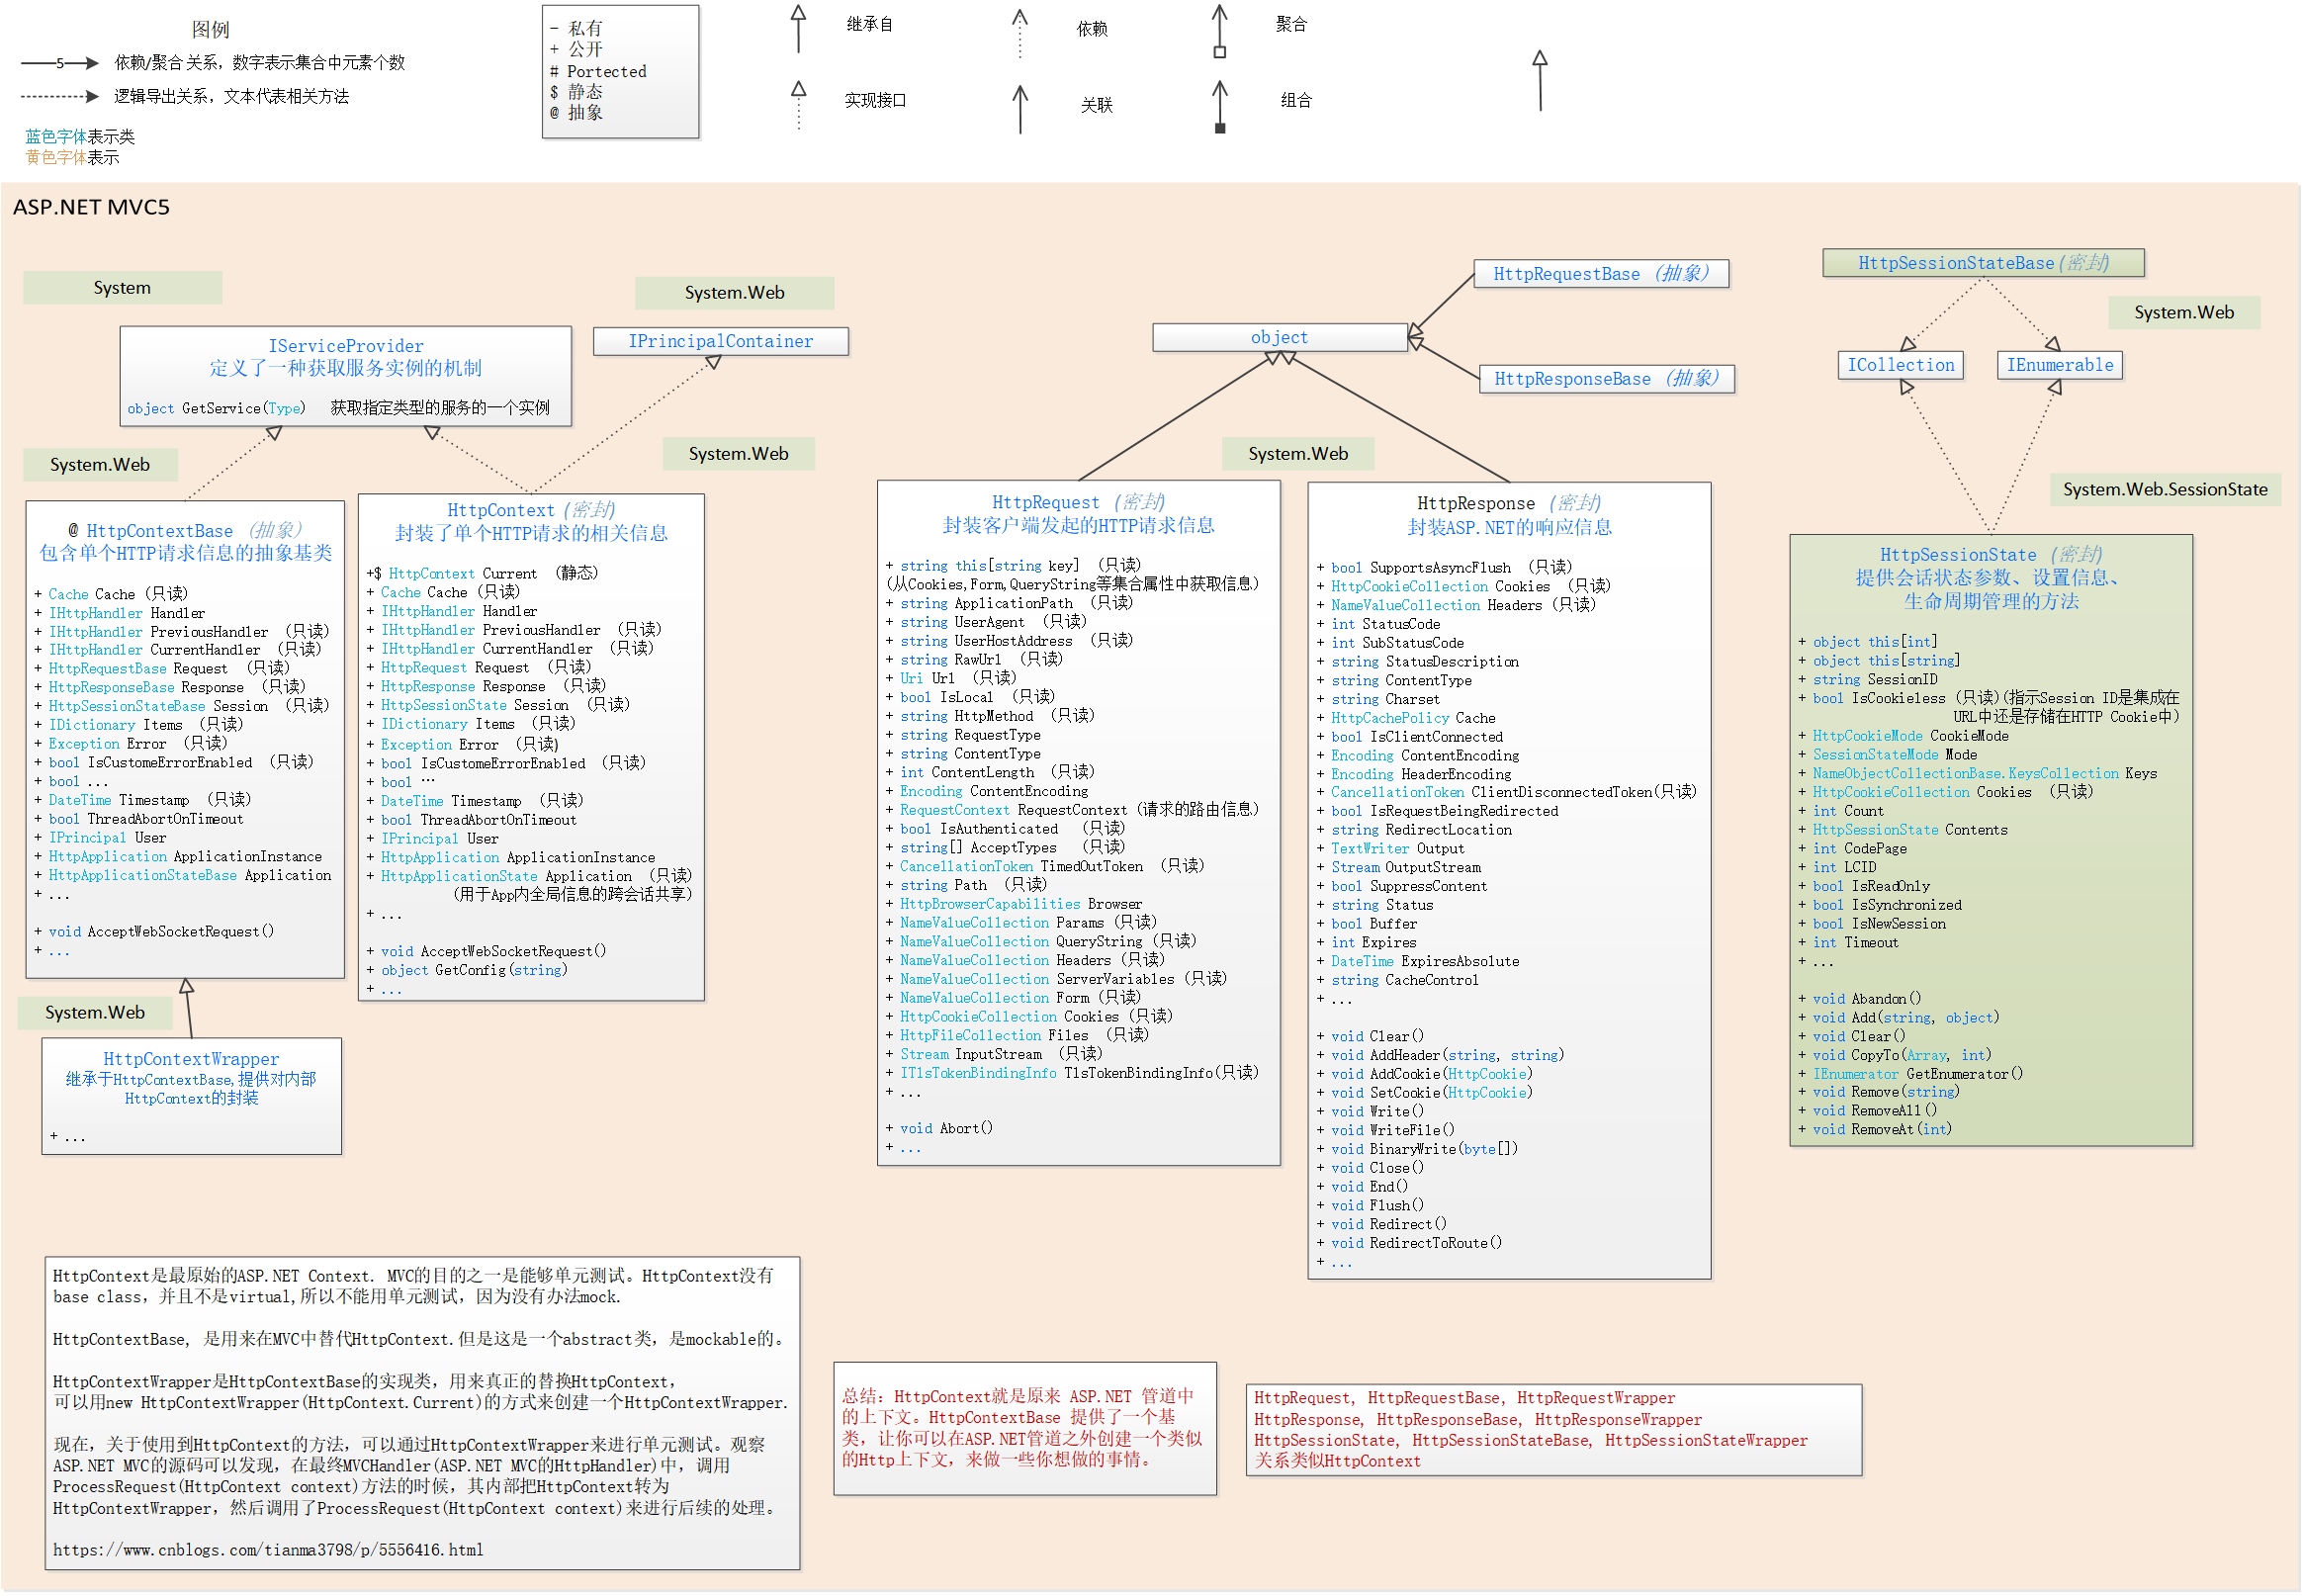 图例
5
依赖/聚合 关系，数字表示集合中元素个数
逻辑导出关系，文本代表相关方法
蓝色字体表示类
黄色字体表示
- 私有
+ 公开
# Portected
$ 静态
@ 抽象
继承自
实现接口
依赖
关联
聚合
组合
ASP.NET MVC5
System
IServiceProvider
定义了一种获取服务实例的机制
object GetService(Type) 获取指定类型的服务的一个实例
System.Web
IPrincipalContainer
System.Web
System.Web
@ HttpContextBase (抽象)
包含单个HTTP请求信息的抽象基类
+ Cache Cache (只读)
+ IHttpHandler Handler
+ IHttpHandler PreviousHandler (只读)
+ IHttpHandler CurrentHandler (只读)
+ HttpRequestBase Request (只读)
+ HttpResponseBase Response (只读)
+ HttpSessionStateBase Session (只读)
+ IDictionary Items (只读)
+ Exception Error (只读)
+ bool IsCustomeErrorEnabled (只读)
+ bool ...
+ DateTime Timestamp (只读)
+ bool ThreadAbortOnTimeout
+ IPrincipal User
+ HttpApplication ApplicationInstance
+ HttpApplicationStateBase Application
+ ...
+ void AcceptWebSocketRequest()
+ ...
System.Web
HttpContextWrapper
继承于HttpContextBase,提供对内部
HttpContext的封装
+ ...
HttpContext (密封)
封装了单个HTTP请求的相关信息
+$ HttpContext Current (静态)
+ Cache Cache (只读)
+ IHttpHandler Handler
+ IHttpHandler PreviousHandler (只读)
+ IHttpHandler CurrentHandler (只读)
+ HttpRequest Request (只读)
+ HttpResponse Response (只读)
+ HttpSessionState Session (只读)
+ IDictionary Items (只读)
+ Exception Error (只读)
+ bool IsCustomeErrorEnabled (只读)
+ bool …
+ DateTime Timestamp (只读)
+ bool ThreadAbortOnTimeout
+ IPrincipal User
+ HttpApplication ApplicationInstance
+ HttpApplicationState Application (只读)
(用于App内全局信息的跨会话共享)
+ ...
+ void AcceptWebSocketRequest()
+ object GetConfig(string)
+ ...
object
HttpRequestBase (抽象)
HttpResponseBase (抽象)
System.Web
HttpRequest (密封)
封装客户端发起的HTTP请求信息
+ string this[string key] (只读)
(从Cookies,Form,QueryString等集合属性中获取信息)
+ string ApplicationPath (只读)
+ string UserAgent (只读)
+ string UserHostAddress (只读)
+ string RawUrl (只读)
+ Uri Url (只读)
+ bool IsLocal (只读)
+ string HttpMethod (只读)
+ string RequestType
+ string ContentType
+ int ContentLength (只读)
+ Encoding ContentEncoding
+ RequestContext RequestContext (请求的路由信息)
+ bool IsAuthenticated (只读)
+ string[] AcceptTypes (只读)
+ CancellationToken TimedOutToken (只读)
+ string Path (只读)
+ HttpBrowserCapabilities Browser
+ NameValueCollection Params (只读)
+ NameValueCollection QueryString (只读)
+ NameValueCollection Headers (只读)
+ NameValueCollection ServerVariables (只读)
+ NameValueCollection Form (只读)
+ HttpCookieCollection Cookies (只读)
+ HttpFileCollection Files (只读)
+ Stream InputStream (只读)
+ ITlsTokenBindingInfo TlsTokenBindingInfo(只读)
+ ...
+ void Abort()
+ ...
HttpResponse (密封)
封装ASP.NET的响应信息
+ bool SupportsAsyncFlush (只读)
+ HttpCookieCollection Cookies (只读)
+ NameValueCollection Headers (只读)
+ int StatusCode
+ int SubStatusCode
+ string StatusDescription
+ string ContentType
+ string Charset
+ HttpCachePolicy Cache
+ bool IsClientConnected
+ Encoding ContentEncoding
+ Encoding HeaderEncoding
+ CancellationToken ClientDisconnectedToken(只读)
+ bool IsRequestBeingRedirected
+ string RedirectLocation
+ TextWriter Output
+ Stream OutputStream
+ bool SuppressContent
+ string Status
+ bool Buffer
+ int Expires
+ DateTime ExpiresAbsolute
+ string CacheControl
+ ...
+ void Clear()
+ void AddHeader(string, string)
+ void AddCookie(HttpCookie)
+ void SetCookie(HttpCookie)
+ void Write()
+ void WriteFile()
+ void BinaryWrite(byte[])
+ void Close()
+ void End()
+ void Flush()
+ void Redirect()
+ void RedirectToRoute()
+ ...
HttpSessionStateBase(密封)
System.Web
ICollection
IEnumerable
System.Web.SessionState
HttpSessionState (密封)
提供会话状态参数、设置信息、
生命周期管理的方法
+ object this[int]
+ object this[string]
+ string SessionID
+ bool IsCookieless (只读)(指示Session ID是集成在
URL中还是存储在HTTP Cookie中)
+ HttpCookieMode CookieMode
+ SessionStateMode Mode
+ NameObjectCollectionBase.KeysCollection Keys
+ HttpCookieCollection Cookies (只读)
+ int Count
+ HttpSessionState Contents
+ int CodePage
+ int LCID
+ bool IsReadOnly
+ bool IsSynchronized
+ bool IsNewSession
+ int Timeout
+ ...
+ void Abandon()
+ void Add(string, object)
+ void Clear()
+ void CopyTo(Array, int)
+ IEnumerator GetEnumerator()
+ void Remove(string)
+ void RemoveAll()
+ void RemoveAt(int)
HttpContext是最原始的ASP.NET Context. MVC的目的之一是能够单元测试。HttpContext没有
base class，并且不是virtual,所以不能用单元测试，因为没有办法mock.
HttpContextBase, 是用来在MVC中替代HttpContext.但是这是一个abstract类，是mockable的。
HttpContextWrapper是HttpContextBase的实现类，用来真正的替换HttpContext，
可以用new HttpContextWrapper(HttpContext.Current)的方式来创建一个HttpContextWrapper.
现在，关于使用到HttpContext的方法，可以通过HttpContextWrapper来进行单元测试。观察
ASP.NET MVC的源码可以发现，在最终MVCHandler(ASP.NET MVC的HttpHandler)中，调用
ProcessRequest(HttpContext context)方法的时候，其内部把HttpContext转为
HttpContextWrapper，然后调用了ProcessRequest(HttpContext context)来进行后续的处理。
https://www.cnblogs.com/tianma3798/p/5556416.html
总结：HttpContext就是原来 ASP.NET 管道中
的上下文。HttpContextBase 提供了一个基
类，让你可以在ASP.NET管道之外创建一个类似
的Http上下文，来做一些你想做的事情。
HttpRequest, HttpRequestBase, HttpRequestWrapper
HttpResponse, HttpResponseBase, HttpResponseWrapper
HttpSessionState, HttpSessionStateBase, HttpSessionStateWrapper
关系类似HttpContext